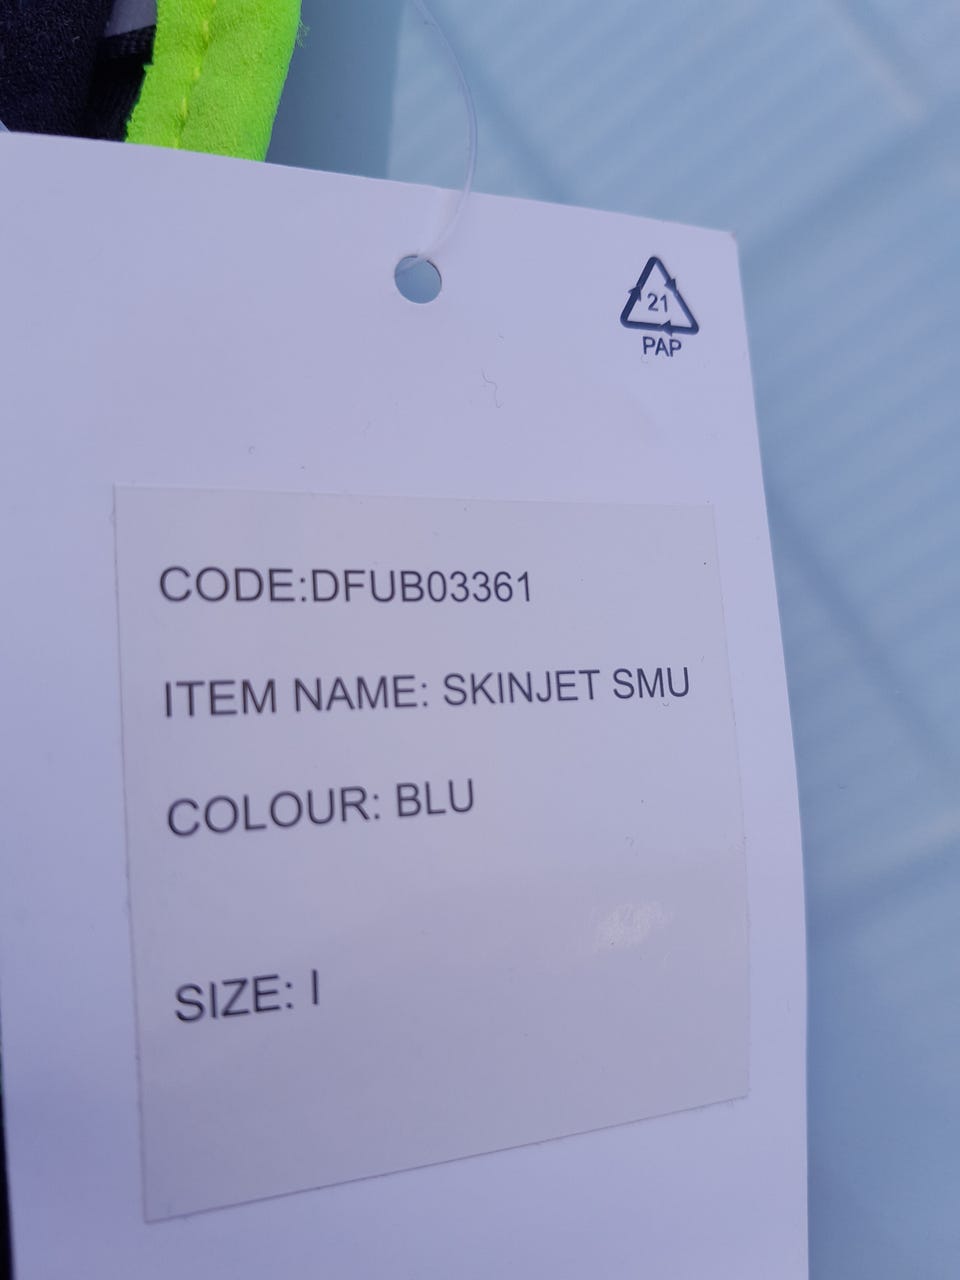 21
PAP
CODE:DFUB03361
ITEM NAME: SKINJET SMU
COLOUR: BLU
SIZE: I